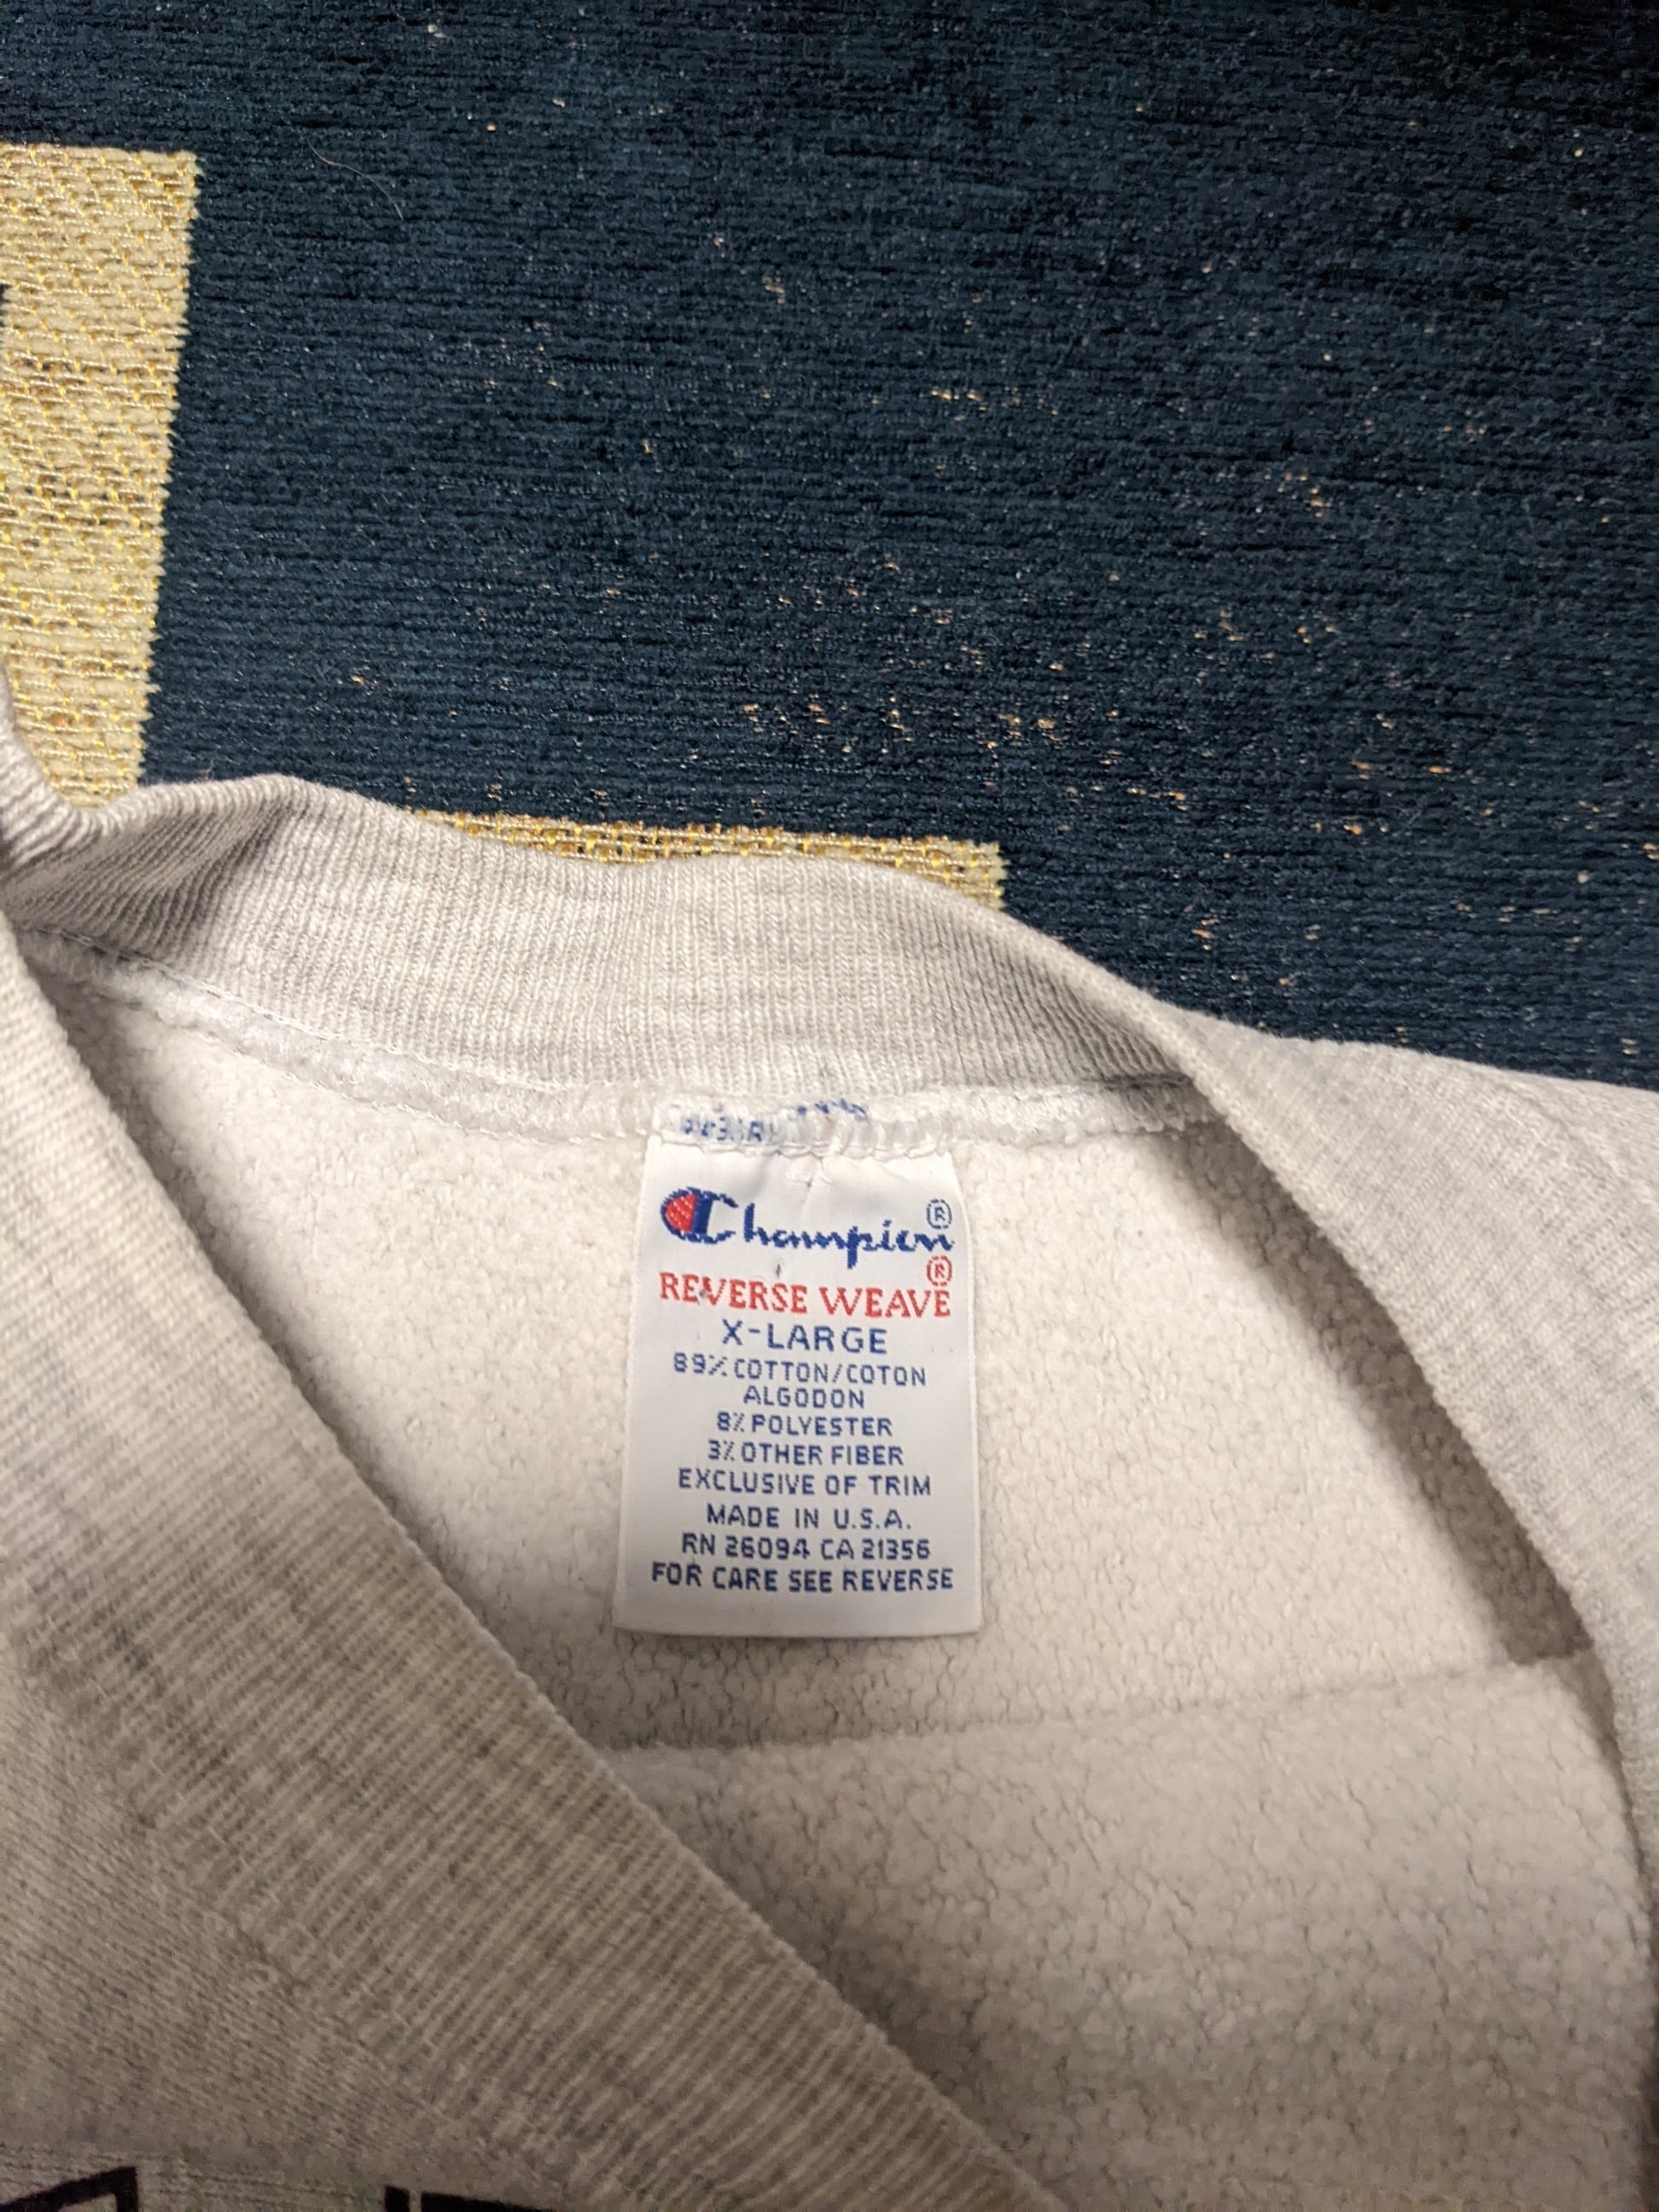 Champion®
REVERSE WEAVE®
X-LARGE
89% COTTON/COTON
ALGODON
8% POLYESTER
3% OTHER FIBER
EXCLUSIVE OF TRIM
MADE IN U.S.A.
RN 26094 CA 21356
FOR CARE SEE REVERSE